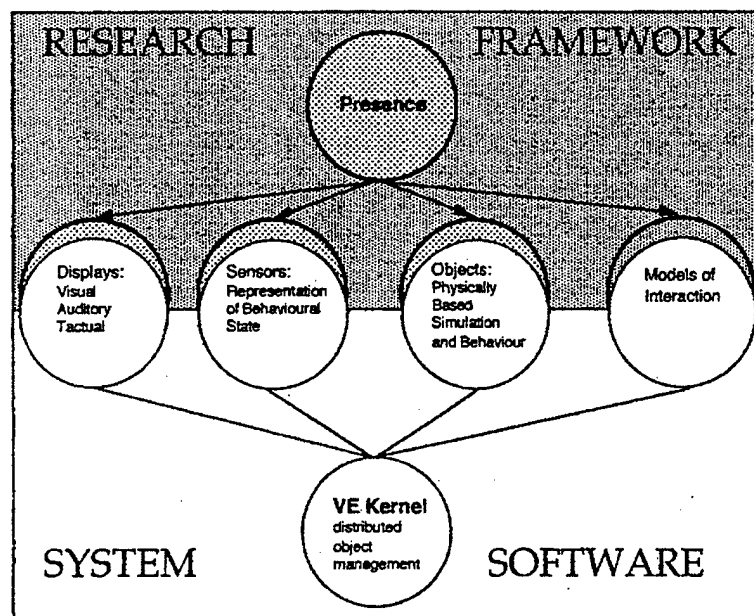 RESEARCH FRAMEWORK
Presence
Displays:
Visual
Auditory
Tactual
Sensors:
Representation
of Behavioural
State
Objects:
Physically
Based
Simulation
and Behaviour
Models of
Interaction
VE Kernel
distributed
object
management
SYSTEM SOFTWARE